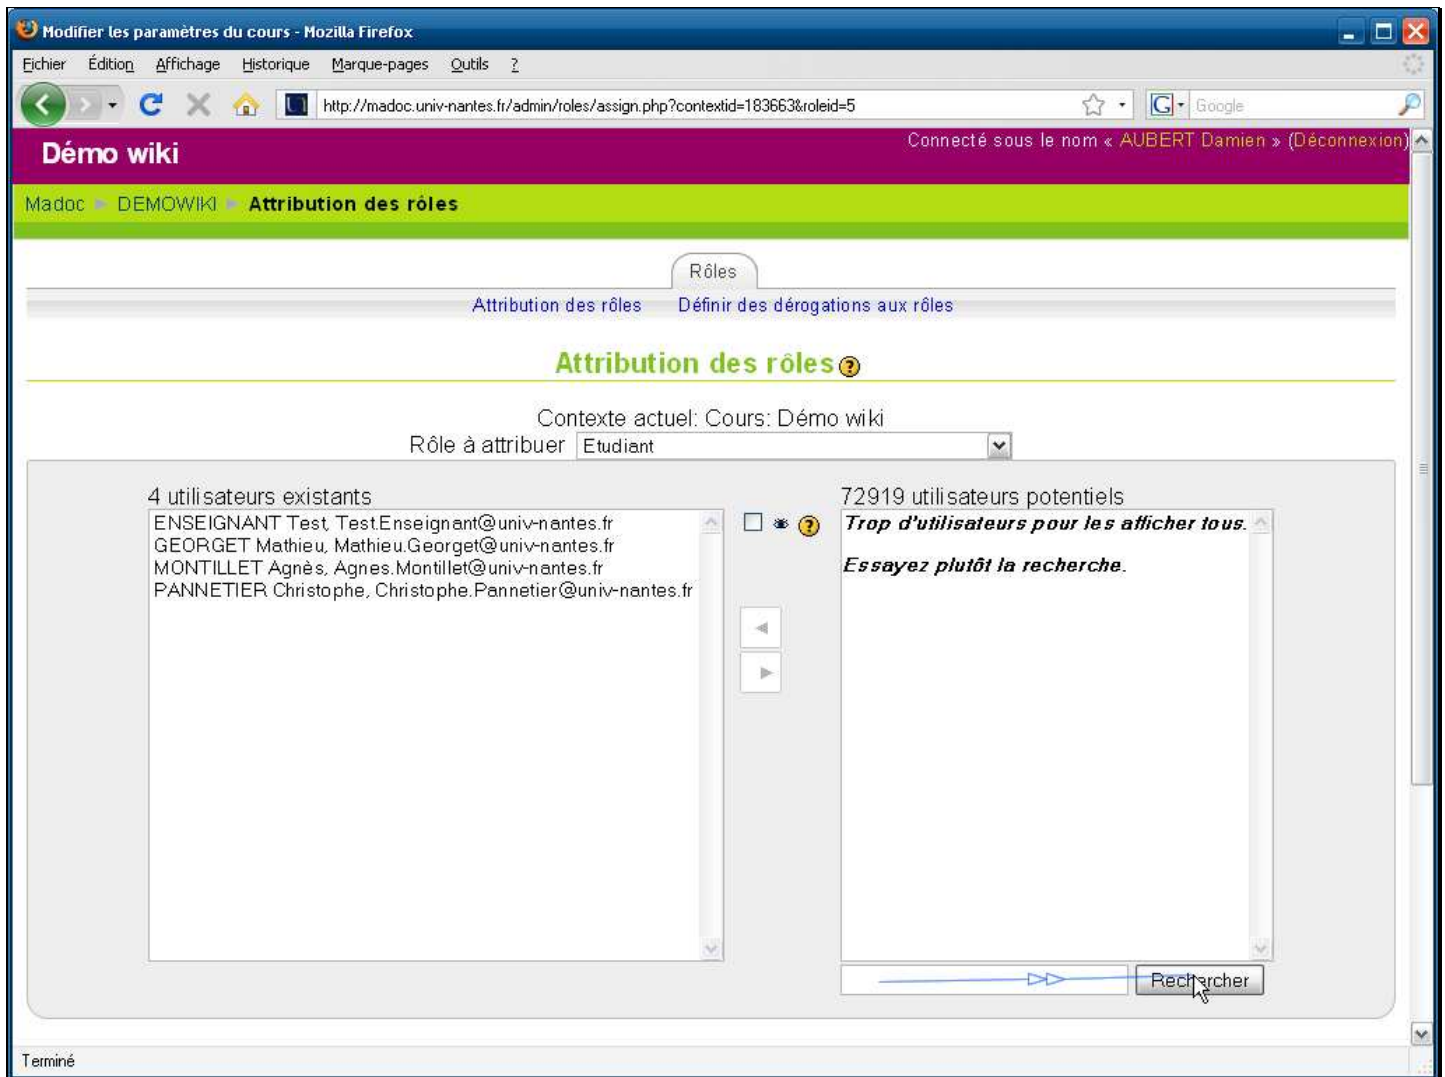 Modifier les paramètres du cours - Mozilla Firefox
Fichier Édition Affichage Historique Marque-pages Outils ?
http://madoc.univ-nantes.fr/admin/roles/assign.php?contextid=183663&roleid=5
G Google
Démo wiki
Connecté sous le nom « AUBERT Damien » (Déconnexion)
Madoc ► DEMOWIKI ► Attribution des rôles
Rôles
Attribution des rôles Définir des dérogations aux rôles
Attribution des rôles ?
Contexte actuel: Cours: Démo wiki
Rôle à attribuer Etudiant
4 utilisateurs existants
ENSEIGNANT Test, Test.Enseignant@univ-nantes.fr
GEORGET Mathieu, Mathieu.Georget@univ-nantes.fr
MONTILLET Agnès, Agnes.Montillet@univ-nantes.fr
PANNETIER Christophe, Christophe.Pannetier@univ-nantes.fr
?
◄
►
72919 utilisateurs potentiels
Trop d'utilisateurs pour les afficher tous.
Essayez plutôt la recherche.
Rechercher
Terminé